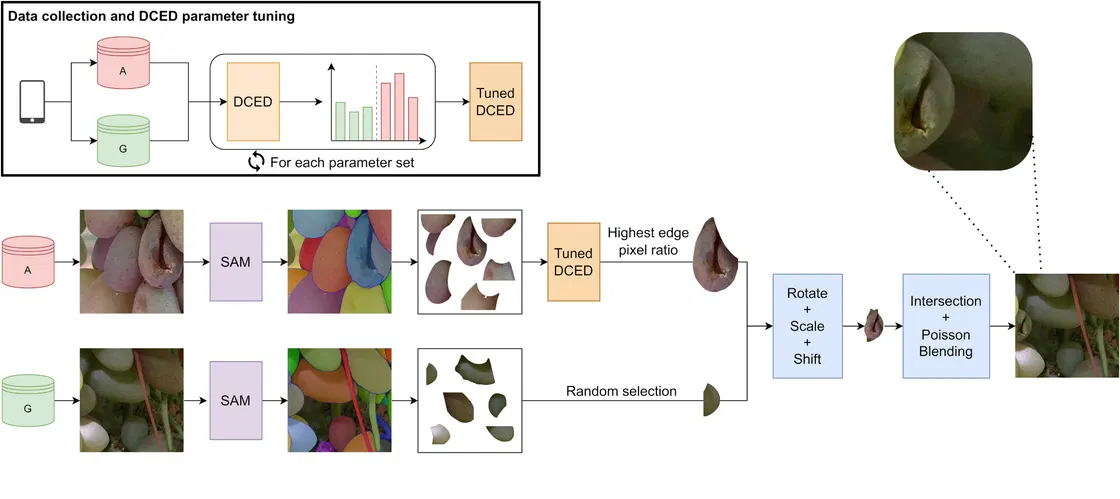 Data collection and DCED parameter tuning
A
G
DCED
Tuned
DCED
For each parameter set
A
SAM
Tuned
DCED
Highest edge
pixel ratio
G
SAM
Random selection
Rotate
+
Scale
+
Shift
Intersection
+
Poisson
Blending